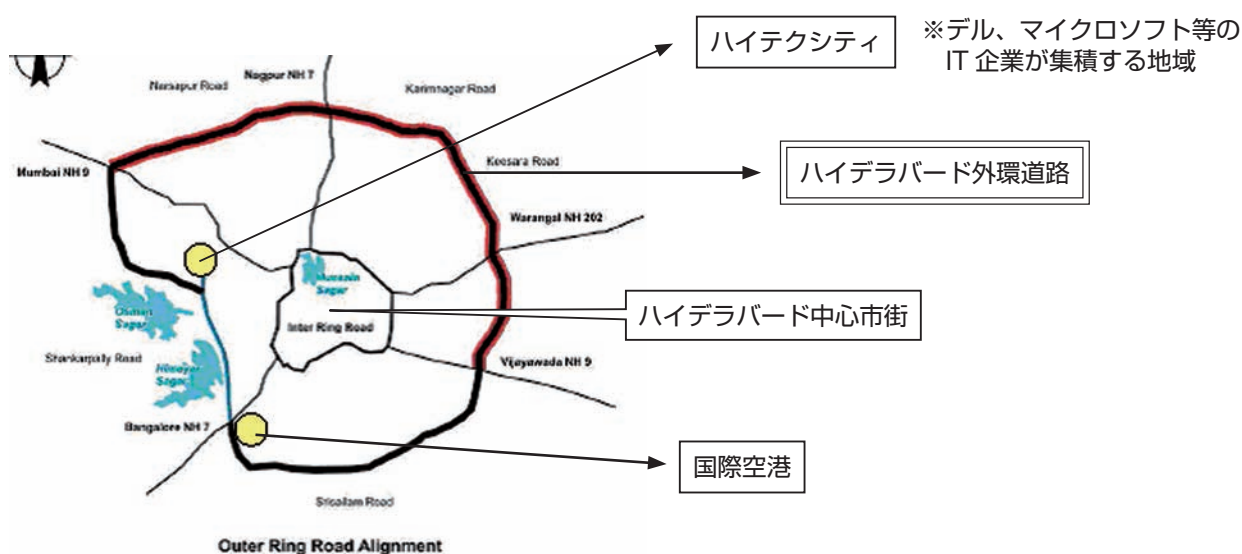 ハイテクシティ
※デル、マイクロソフト等の
IT 企業が集積する地域
Nagpur NH 7
Narsapur Road
Karimnagar Road
Keesara Road
ハイデラバード外環道路
Mumbai NH 9
Warangal NH 202
Hussain
Sagar
Osman
Sagar
ハイデラバード中心市街
Inter Ring Road
Shankarpally Road
Himayat
Sagar
Vijayawada NH 9
Bangalore NH 7
国際空港
Srisailam Road
Outer Ring Road Alignment